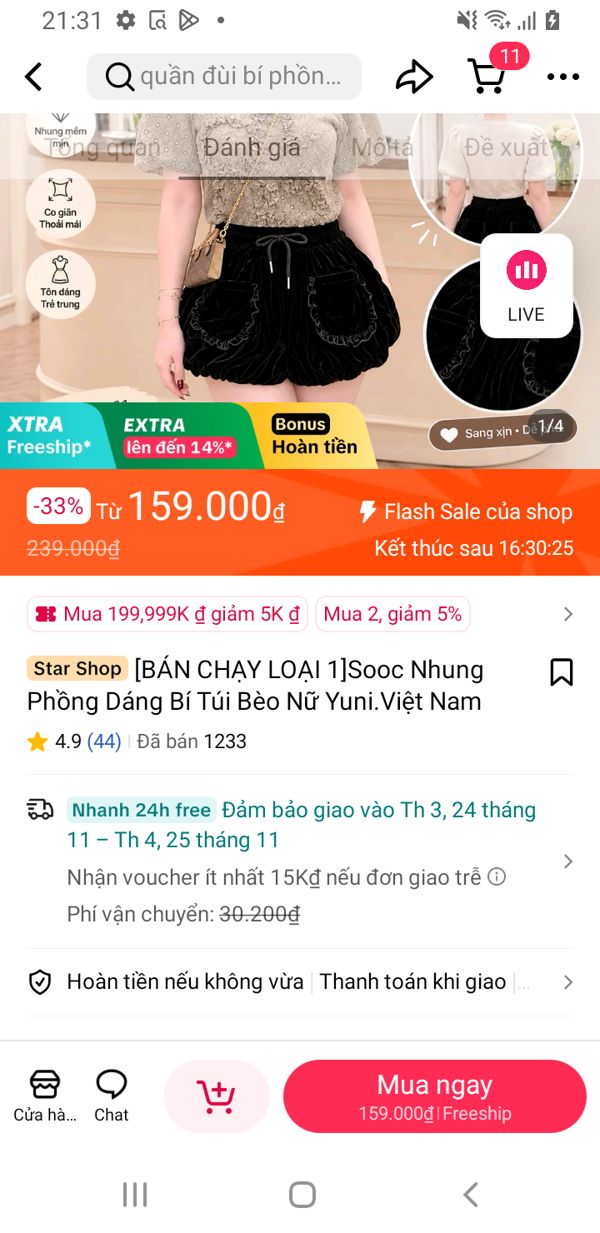 21:31
quần đùi bí phồn...
11
Nhung mềm mịn
Tổng quan
Đánh giá
Mô tả
Đề xuất
Co giãn
Thoải mái
Tôn dáng
Trẻ trung
LIVE
XTRA
Freeship*
EXTRA
lên đến 14%*
Bonus
Hoàn tiền
Sang xịn •
1/4
-33% Từ 159.000₫
239.000₫
Flash Sale của shop
Kết thúc sau 16:30:25
Mua 199,999K ₫ giảm 5K ₫
Mua 2, giảm 5%
Star Shop [BÁN CHẠY LOẠI 1]Sooc Nhung
Phồng Dáng Bí Túi Bèo Nữ Yuni.Việt Nam
4.9 (44) Đã bán 1233
Nhanh 24h free Đảm bảo giao vào Th 3, 24 tháng
11 – Th 4, 25 tháng 11
Nhận voucher ít nhất 15K₫ nếu đơn giao trễ
Phí vận chuyển: 30.200₫
Hoàn tiền nếu không vừa | Thanh toán khi giao | ...
Cửa hà...
Chat
Mua ngay
159.000₫ | Freeship